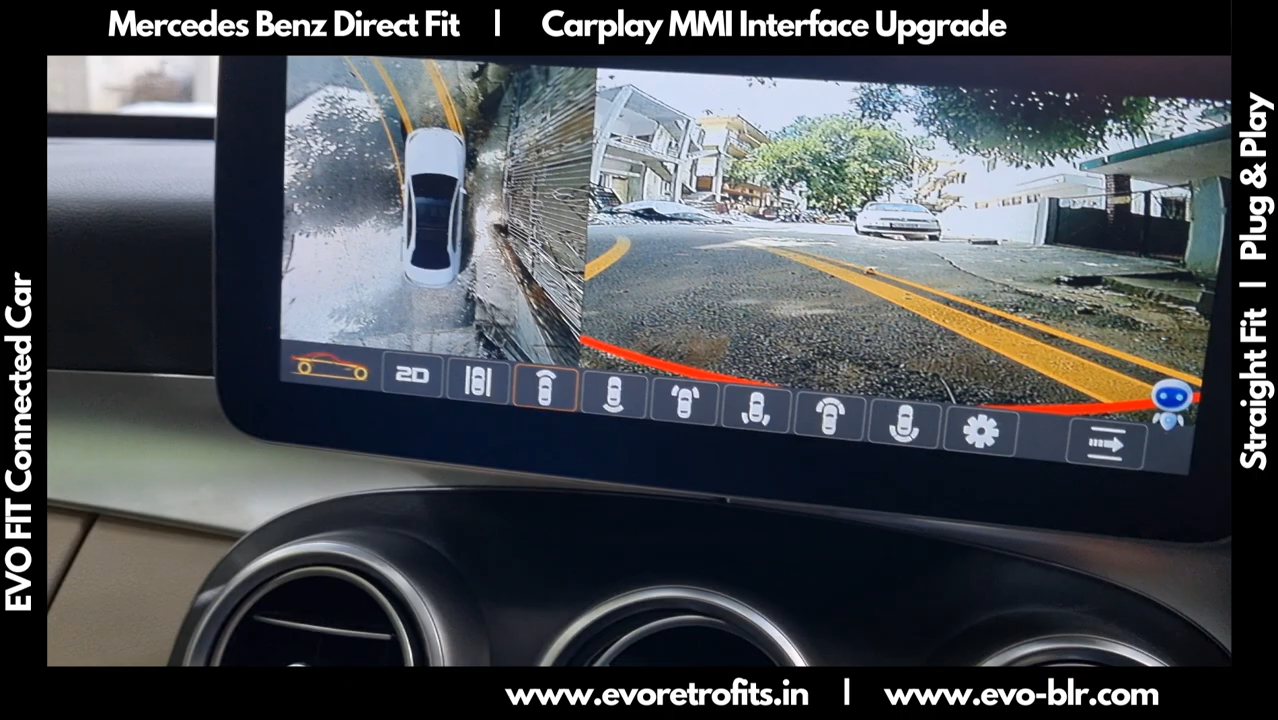 Mercedes Benz Direct Fit | Carplay MMI Interface Upgrade
EVO FIT Connected Car
2D
Straight Fit | Plug & Play
www.evoretrofits.in | www.evo-blr.com